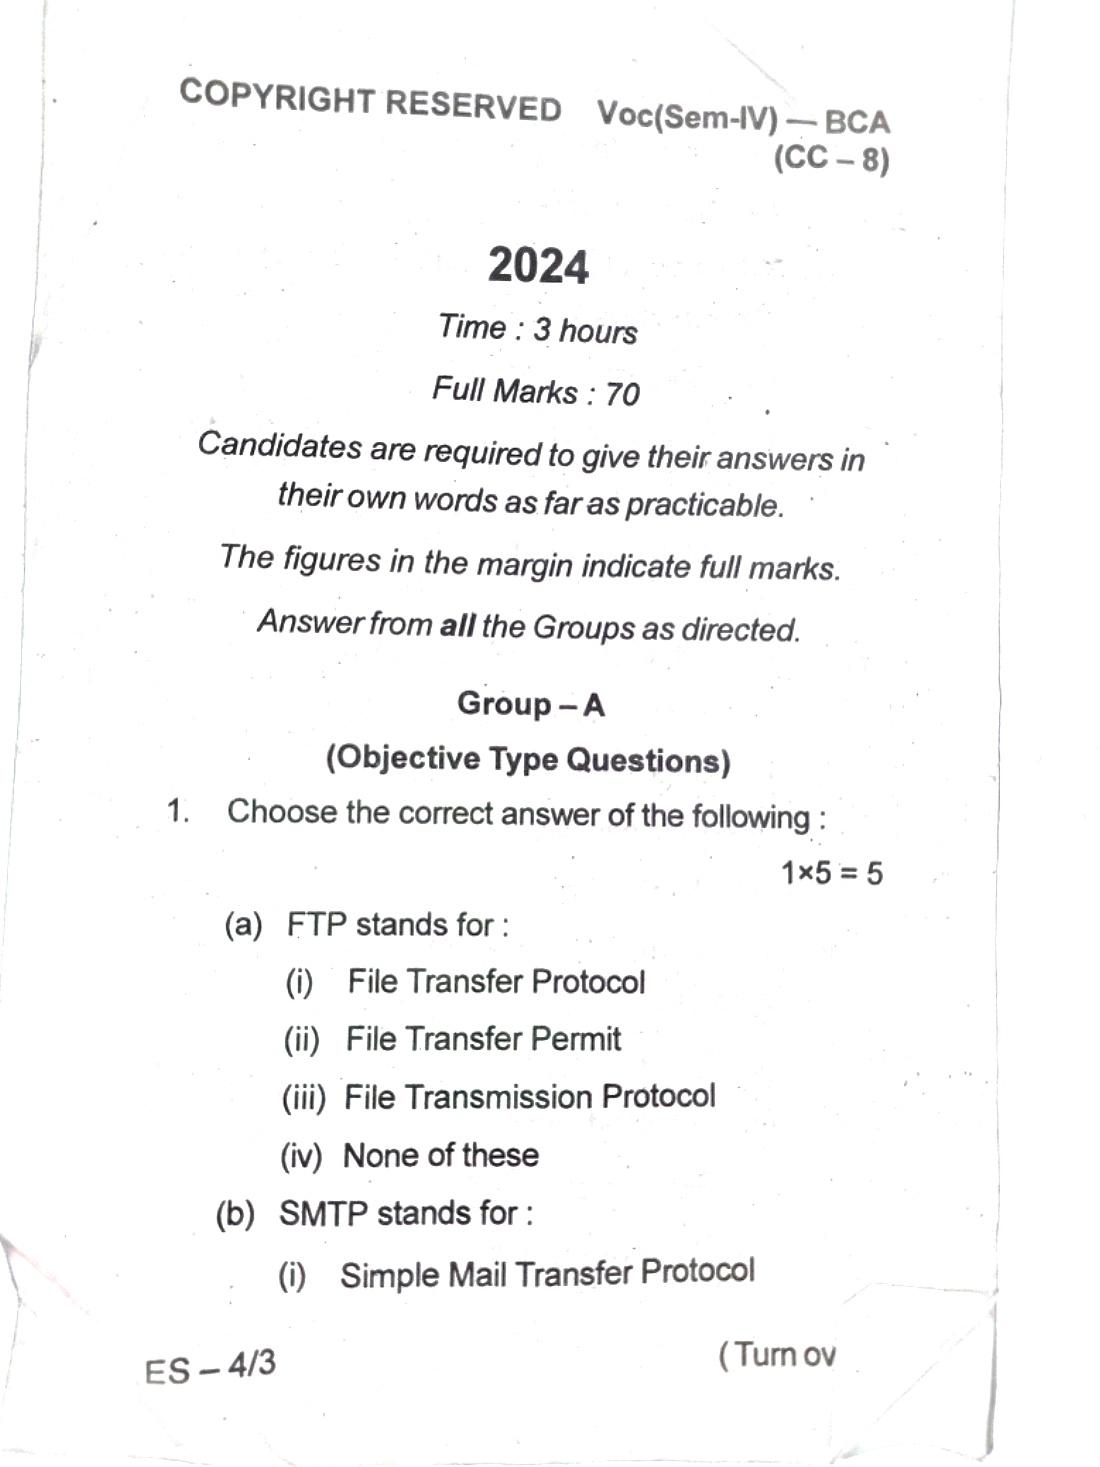 COPYRIGHT RESERVED Voc(Sem-IV) — BCA
(CC – 8)
2024
Time : 3 hours
Full Marks : 70
Candidates are required to give their answers in
their own words as far as practicable.
The figures in the margin indicate full marks.
Answer from all the Groups as directed.
Group – A
(Objective Type Questions)
1. Choose the correct answer of the following :
1×5 = 5
(a) FTP stands for :
(i) File Transfer Protocol
(ii) File Transfer Permit
(iii) File Transmission Protocol
(iv) None of these
(b) SMTP stands for :
(i) Simple Mail Transfer Protocol
ES – 4/3 (Turn ov